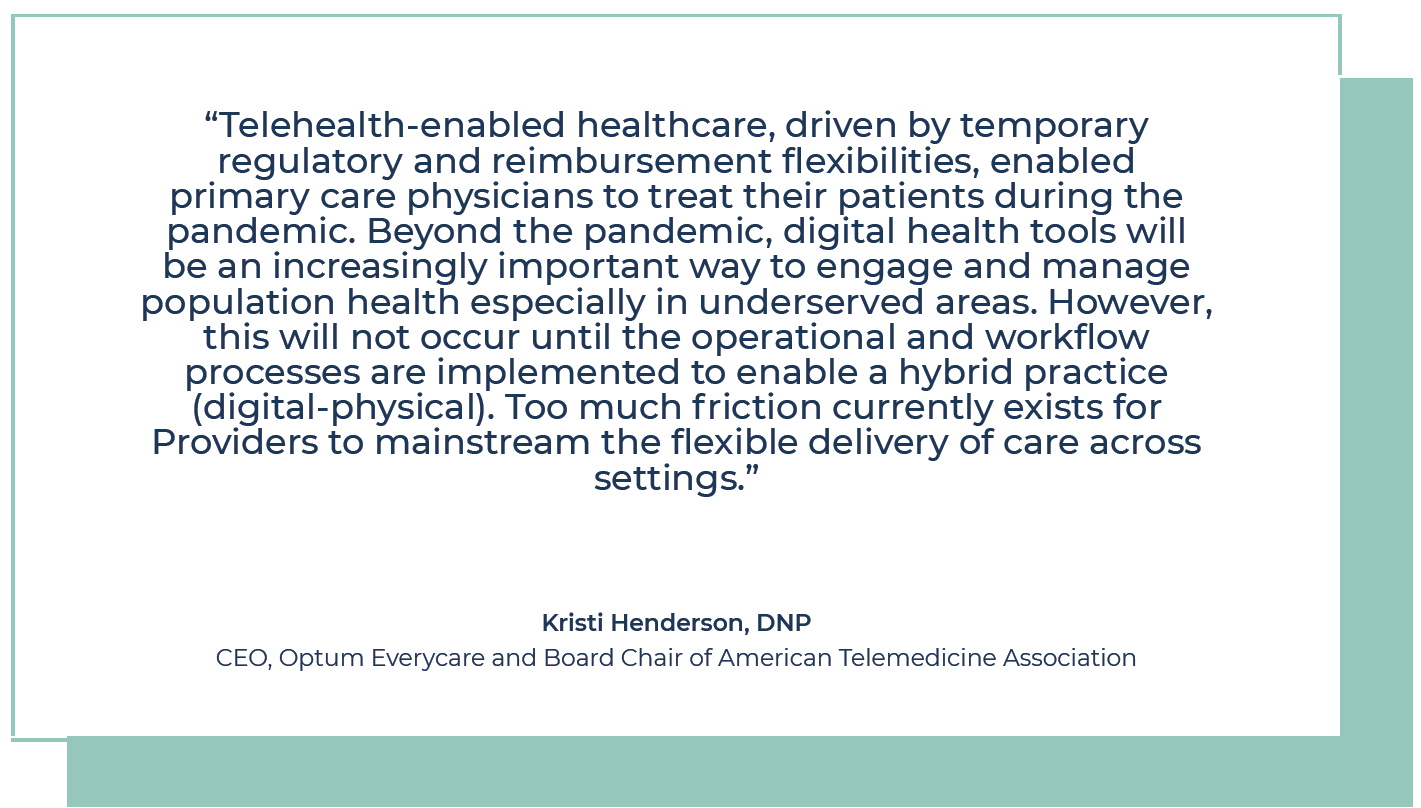 “Telehealth-enabled healthcare, driven by temporary
regulatory and reimbursement flexibilities, enabled
primary care physicians to treat their patients during the
pandemic. Beyond the pandemic, digital health tools will
be an increasingly important way to engage and manage
population health especially in underserved areas. However,
this will not occur until the operational and workflow
processes are implemented to enable a hybrid practice
(digital-physical). Too much friction currently exists for
Providers to mainstream the flexible delivery of care across
settings.”
Kristi Henderson, DNP
CEO, Optum Everycare and Board Chair of American Telemedicine Association